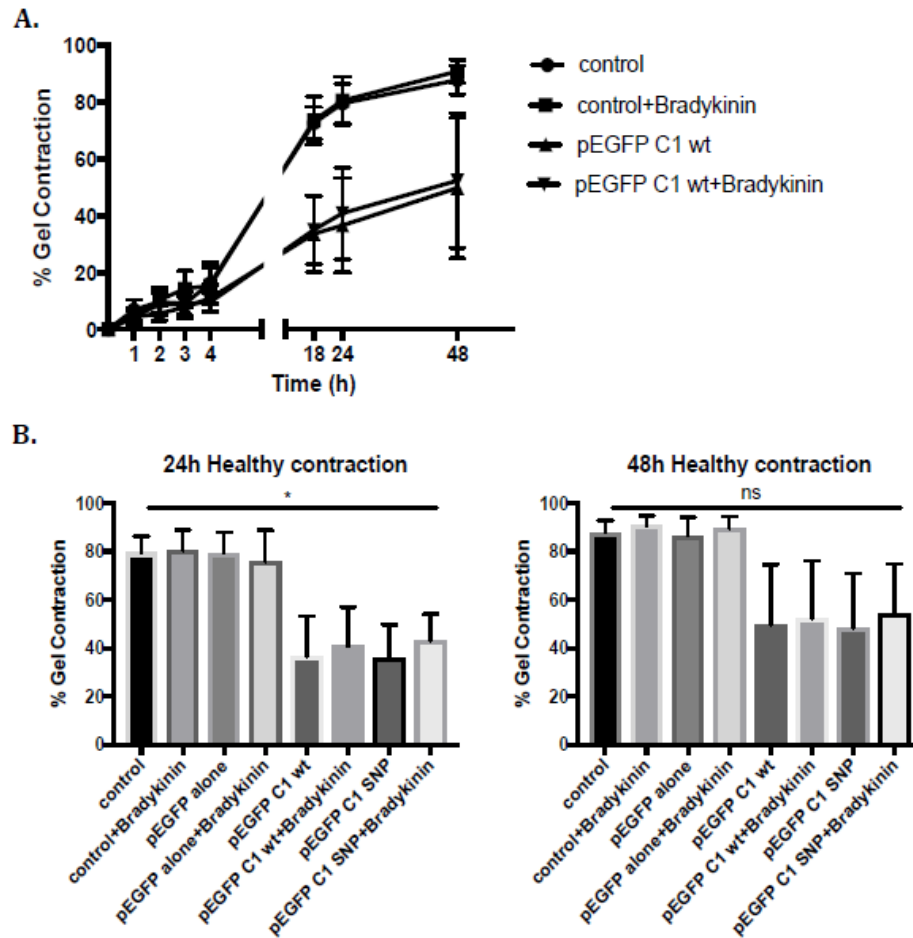 A.
% Gel Contraction
100
80
60
40
20
0
1 2 3 4 18 24 48
Time (h)
control
control+Bradykinin
pEGFP C1 wt
pEGFP C1 wt+Bradykinin
B.
24h Healthy contraction
*
% Gel Contraction
100
80
60
40
20
0
control
control+Bradykinin
pEGFP alone
pEGFP alone+Bradykinin
pEGFP C1 wt
pEGFP C1 wt+Bradykinin
pEGFP C1 SNP
pEGFP C1 SNP+Bradykinin
48h Healthy contraction
ns
% Gel Contraction
100
80
60
40
20
0
control
control+Bradykinin
pEGFP alone
pEGFP alone+Bradykinin
pEGFP C1 wt
pEGFP C1 wt+Bradykinin
pEGFP C1 SNP
pEGFP C1 SNP+Bradykinin